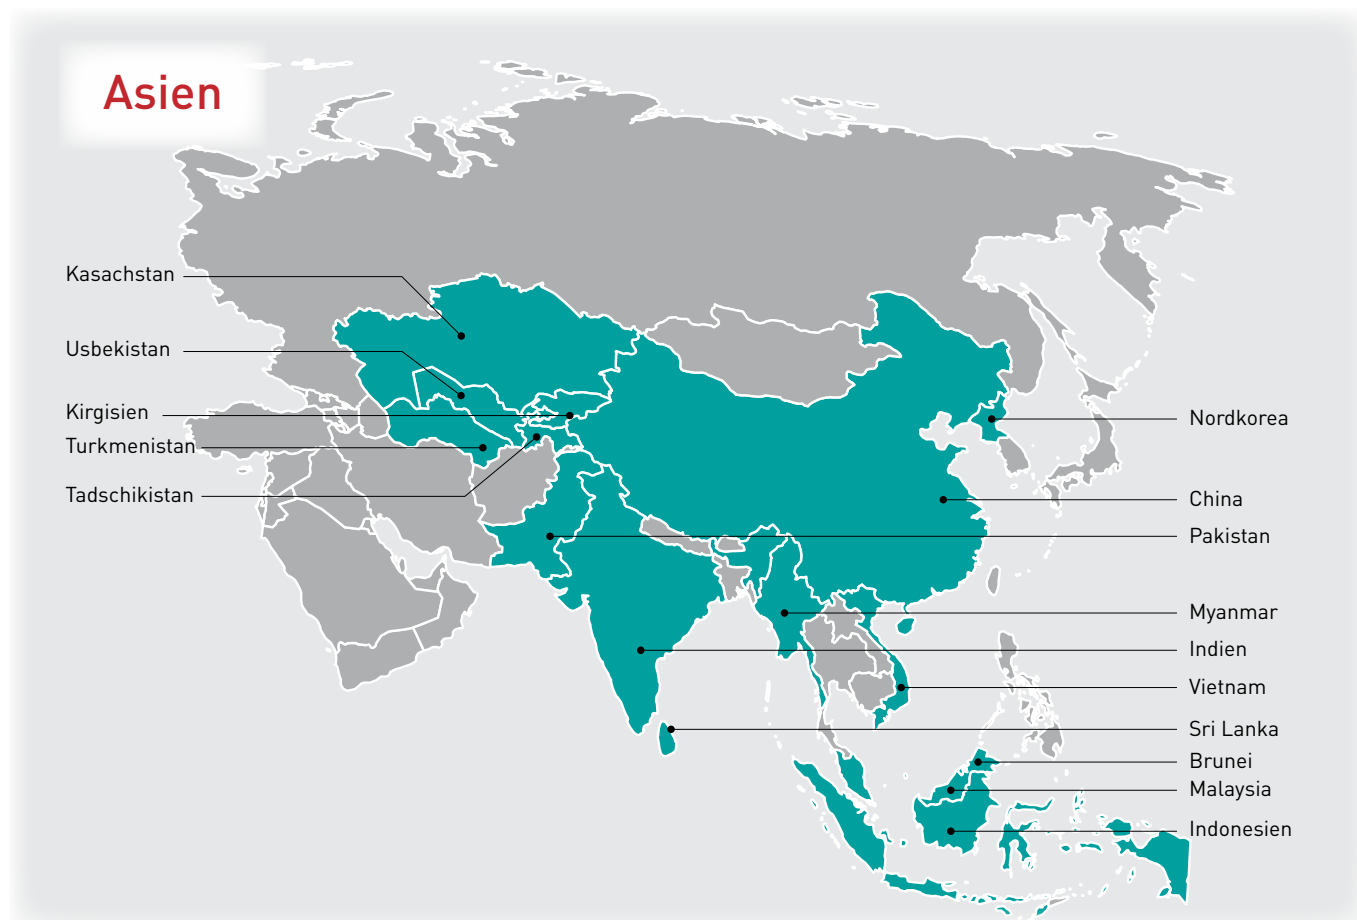 Asien
Kasachstan
Usbekistan
Kirgisien
Turkmenistan
Tadschikistan
Nordkorea
China
Pakistan
Myanmar
Indien
Vietnam
Sri Lanka
Brunei
Malaysia
Indonesien